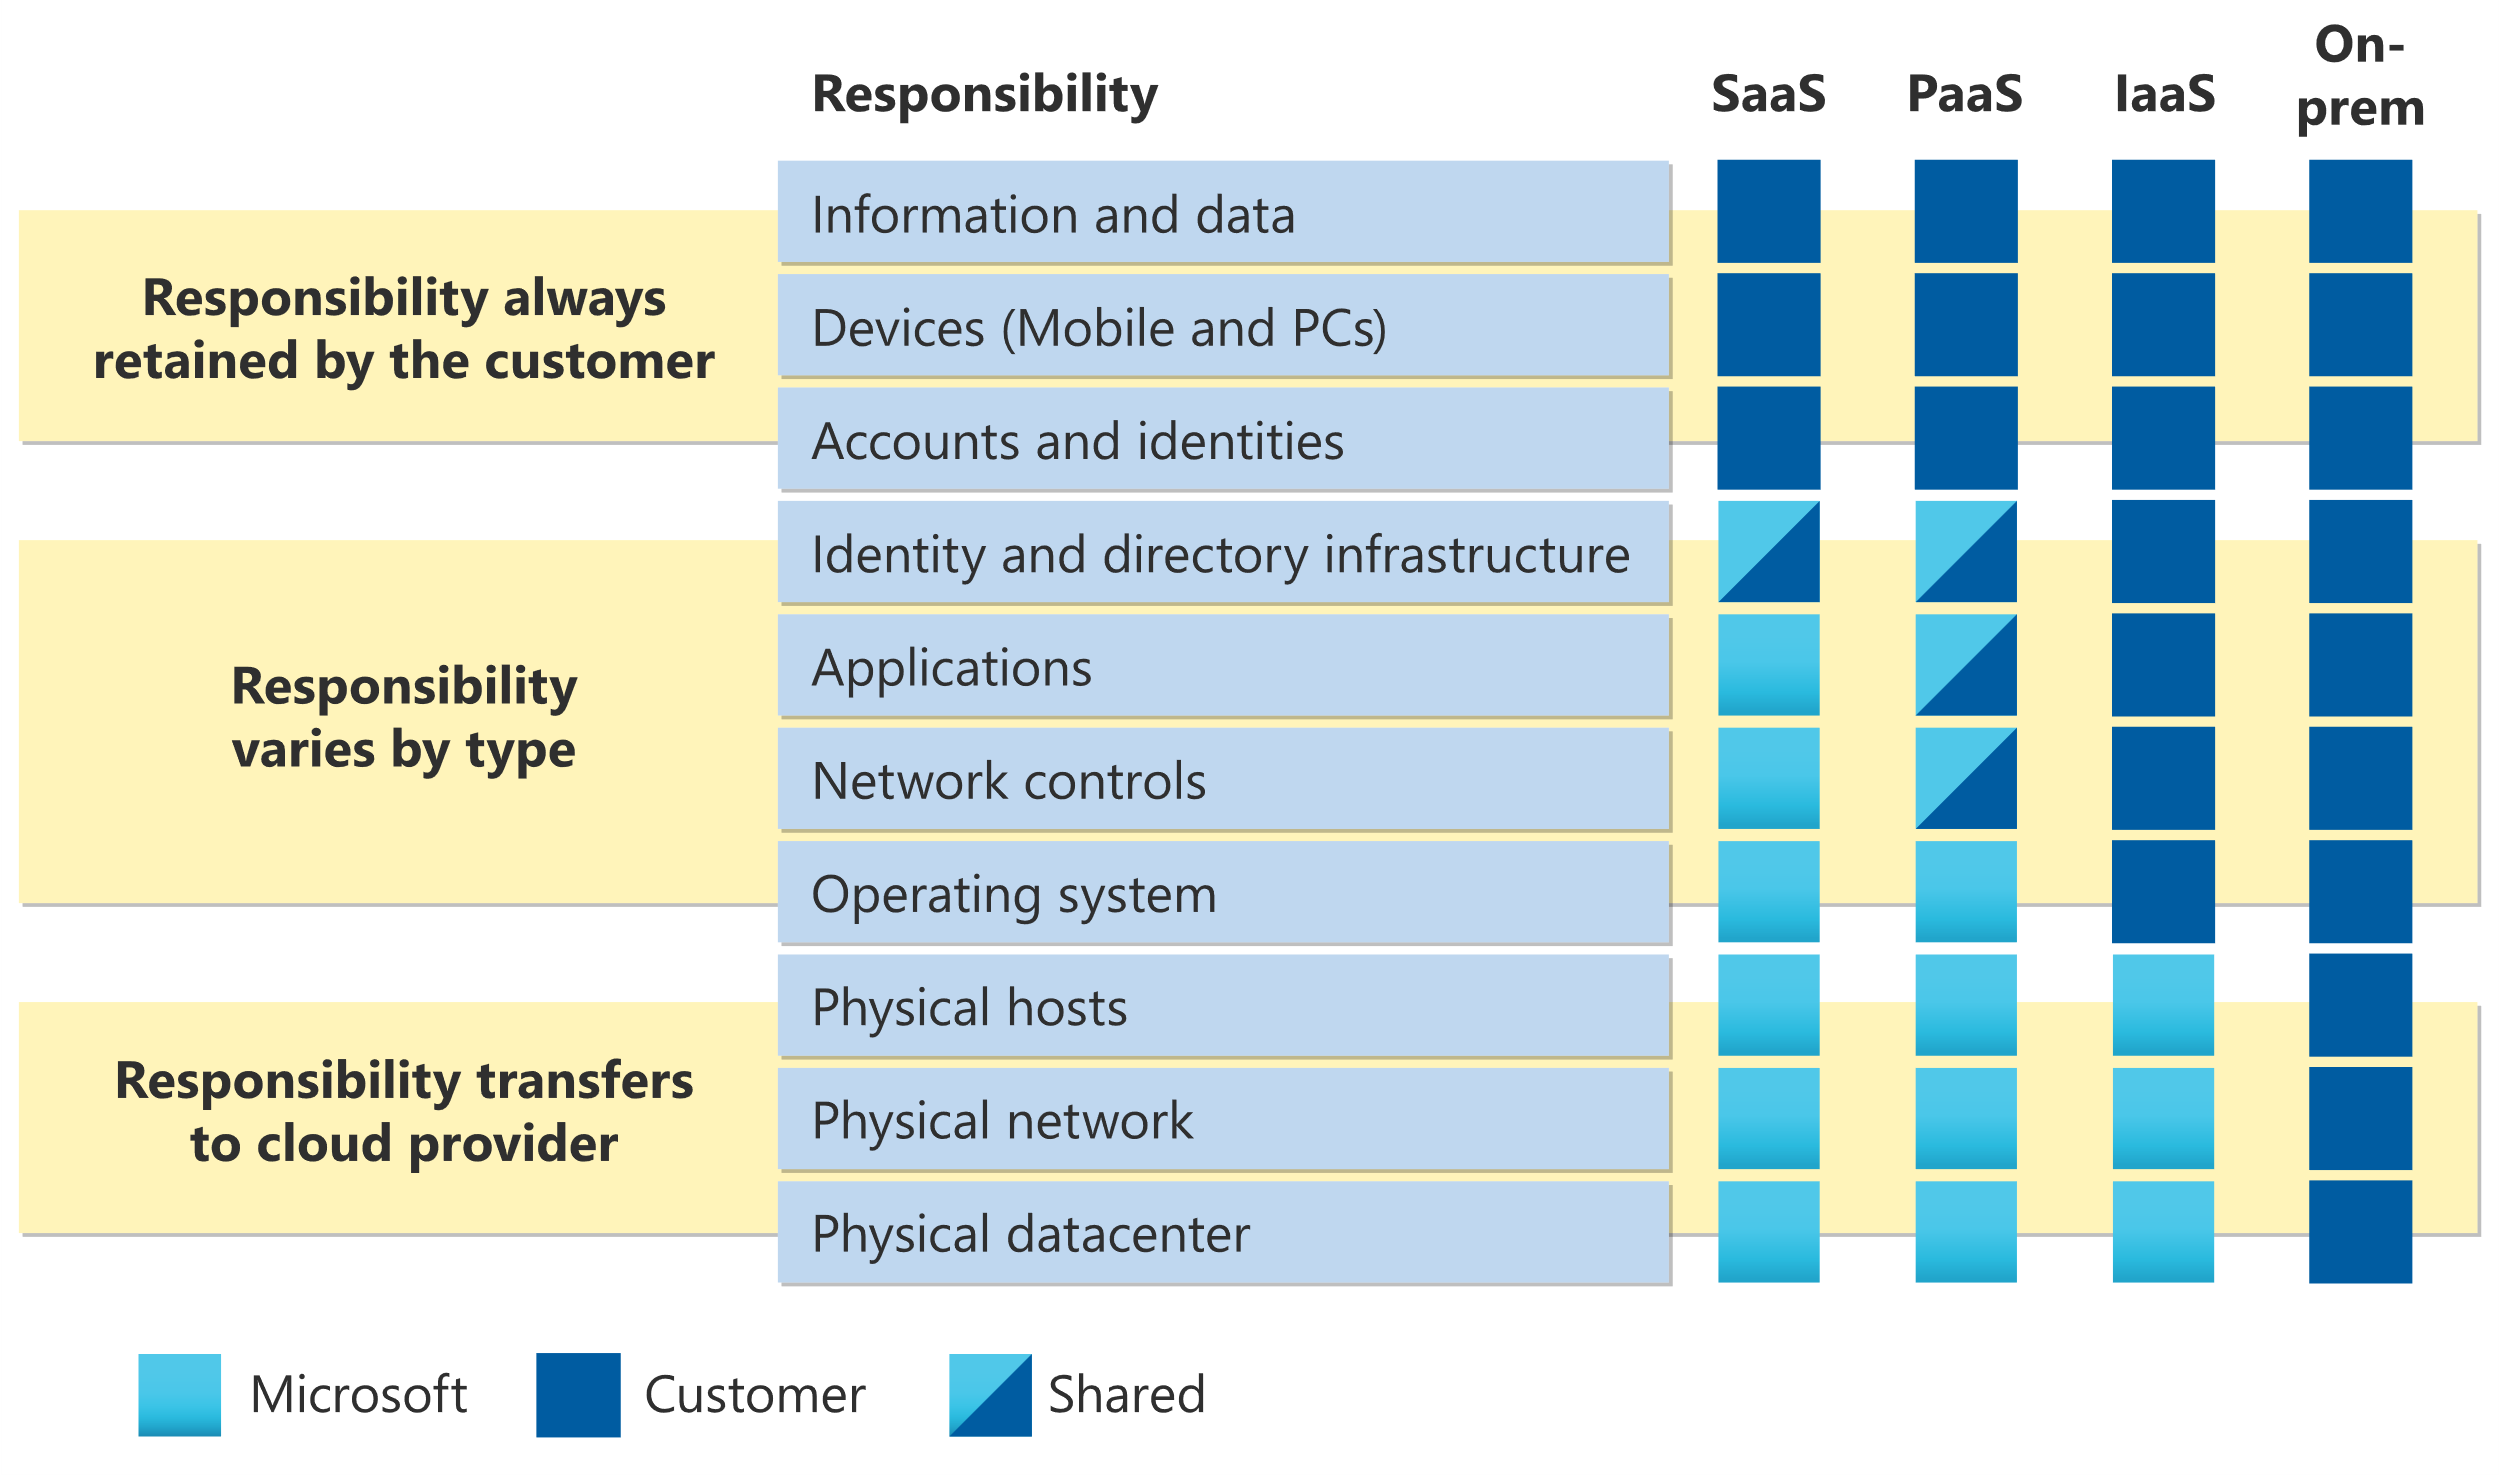 Responsibility
SaaS
PaaS
IaaS
On-
prem
Responsibility always
retained by the customer
Information and data
Devices (Mobile and PCs)
Accounts and identities
Responsibility
varies by type
Identity and directory infrastructure
Applications
Network controls
Operating system
Responsibility transfers
to cloud provider
Physical hosts
Physical network
Physical datacenter
Microsoft
Customer
Shared